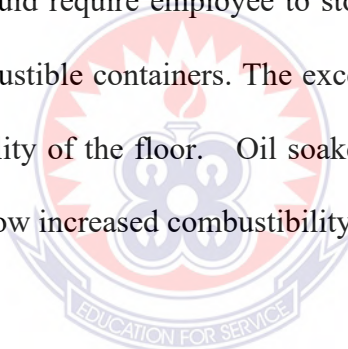 uld require employee to sto
ustible containers. The exce
lity of the floor. Oil soake
ow increased combustibility
EDUCATION FOR SERVICE